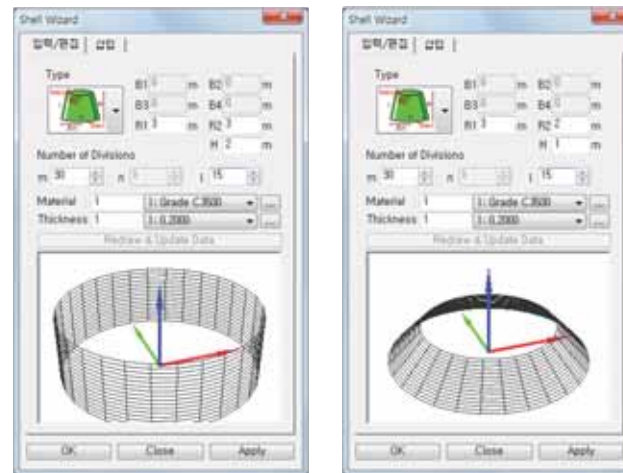 Shell Wizard
입력/편집 삽입
Type
B1 0 m B2 0 m
B3 0 m B4 0 m
R1 3 m R2 3 m
H 2 m
Number of Divisions
m 30 n l 15
Material 1 1: Grade C3500 ...
Thickness 1 1: 0.2000 ...
Redraw & Update Data
OK Close Apply
Shell Wizard
입력/편집 삽입
Type
B1 0 m B2 0 m
B3 0 m B4 0 m
R1 3 m R2 2 m
H 1 m
Number of Divisions
m 30 n l 15
Material 1 1: Grade C3500 ...
Thickness 1 1: 0.2000 ...
Redraw & Update Data
OK Close Apply